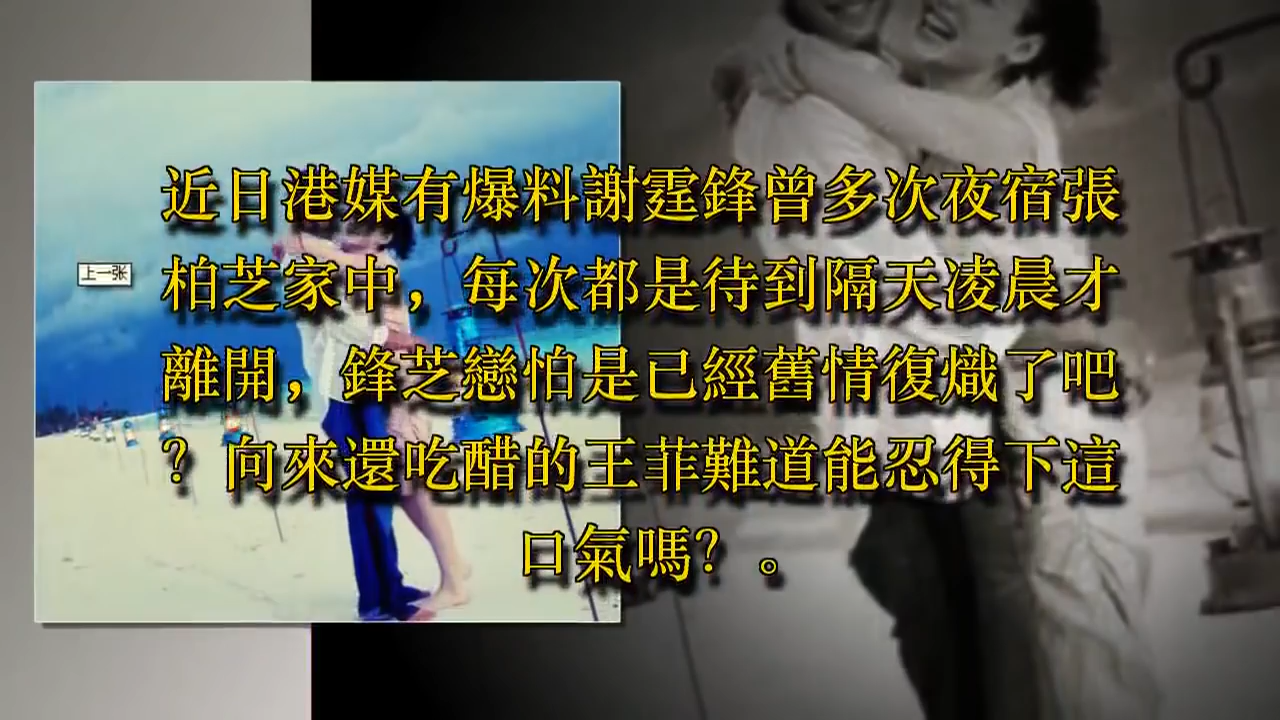 近日港媒有爆料謝霆鋒曾多次夜宿張
柏芝家中，每次都是待到隔天凌晨才
離開，鋒芝戀怕是已經舊情復熾了吧
？向來還吃醋的王菲難道能忍得下這
口氣嗎？。
上一张